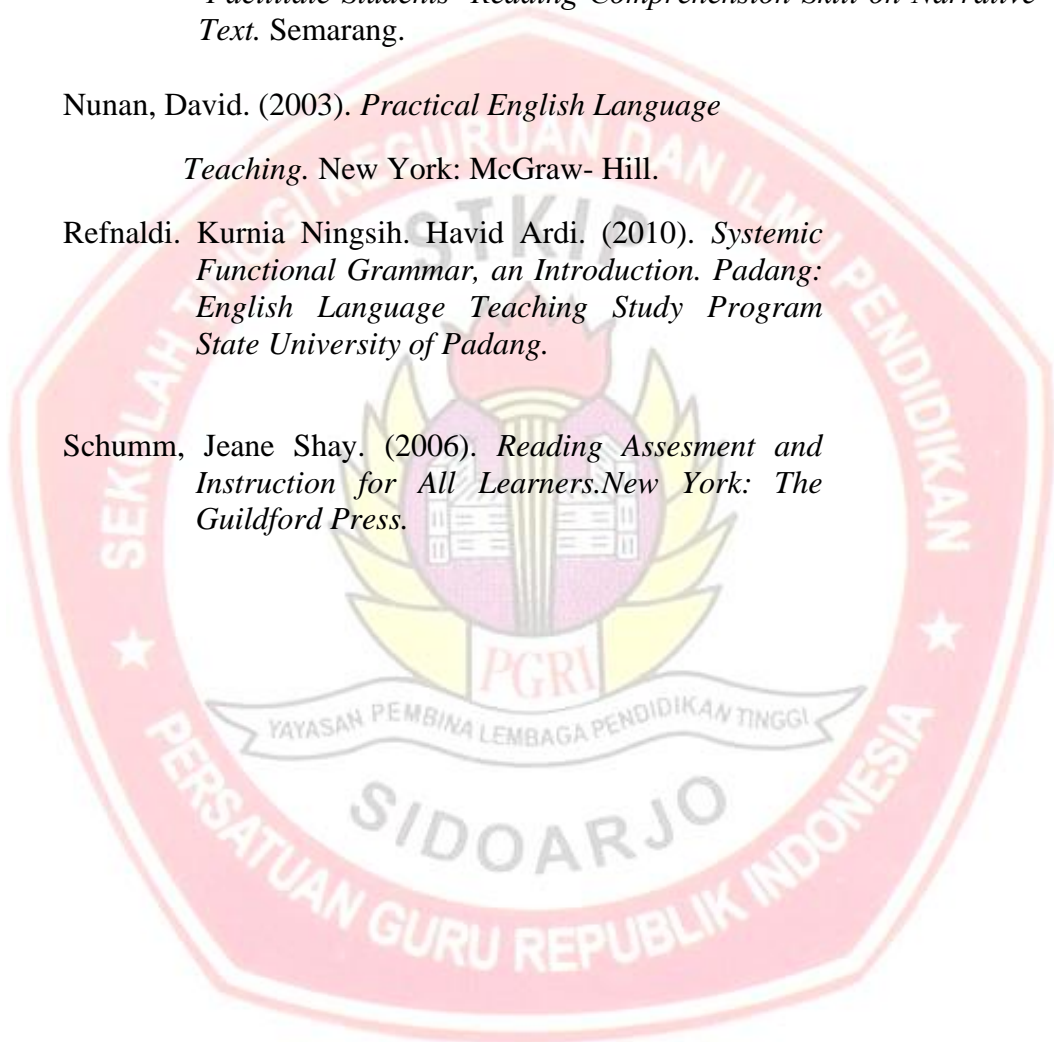 Facilitate Students' Reading Comprehension Skill on Narrative
Text. Semarang.
Nunan, David. (2003). Practical English Language
Teaching. New York: McGraw- Hill.
Refnaldi. Kurnia Ningsih. Havid Ardi. (2010). Systemic
Functional Grammar, an Introduction. Padang:
English Language Teaching Study Program
State University of Padang.
Schumm, Jeane Shay. (2006). Reading Assesment and
Instruction for All Learners.New York: The
Guildford Press.
SEKOLAH TINGGI KEGURUAN DAN ILMU PENDIDIKAN
STKIP
PGRI
YAYASAN PEMBINA LEMBAGA PENDIDIKAN TINGGI
SIDOARJO
PERSATUAN GURU REPUBLIK INDONESIA